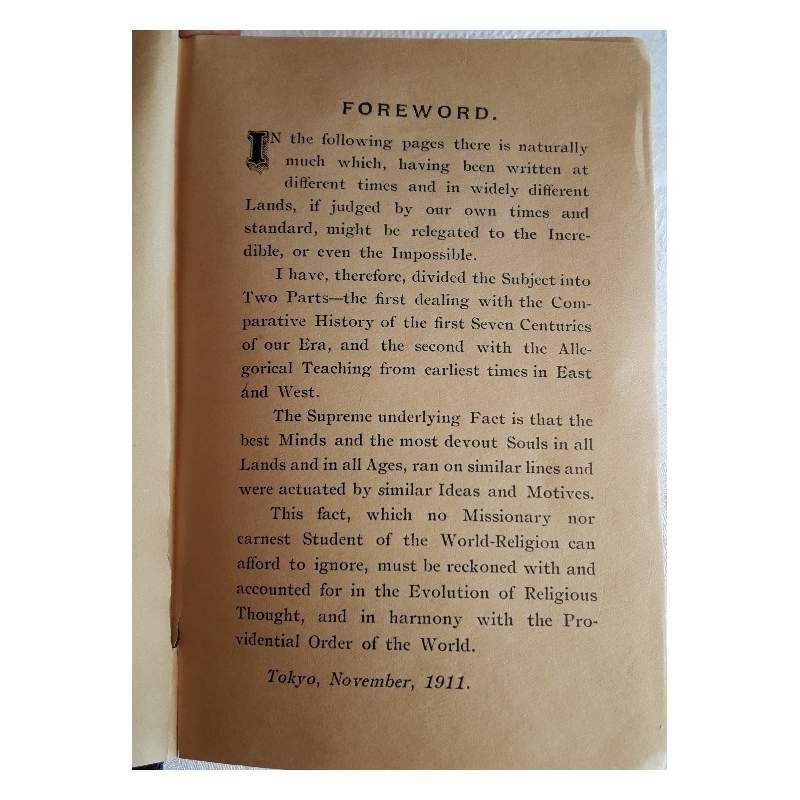 FOREWORD.
IN the following pages there is naturally
much which, having been written at
different times and in widely different
Lands, if judged by our own times and
standard, might be relegated to the Incre-
dible, or even the Impossible.
I have, therefore, divided the Subject into
Two Parts—the first dealing with the Com-
parative History of the first Seven Centuries
of our Era, and the second with the Alle-
gorical Teaching from earliest times in East
and West.
The Supreme underlying Fact is that the
best Minds and the most devout Souls in all
Lands and in all Ages, ran on similar lines and
were actuated by similar Ideas and Motives.
This fact, which no Missionary nor
earnest Student of the World-Religion can
afford to ignore, must be reckoned with and
accounted for in the Evolution of Religious
Thought, and in harmony with the Pro-
vidential Order of the World.
Tokyo, November, 1911.